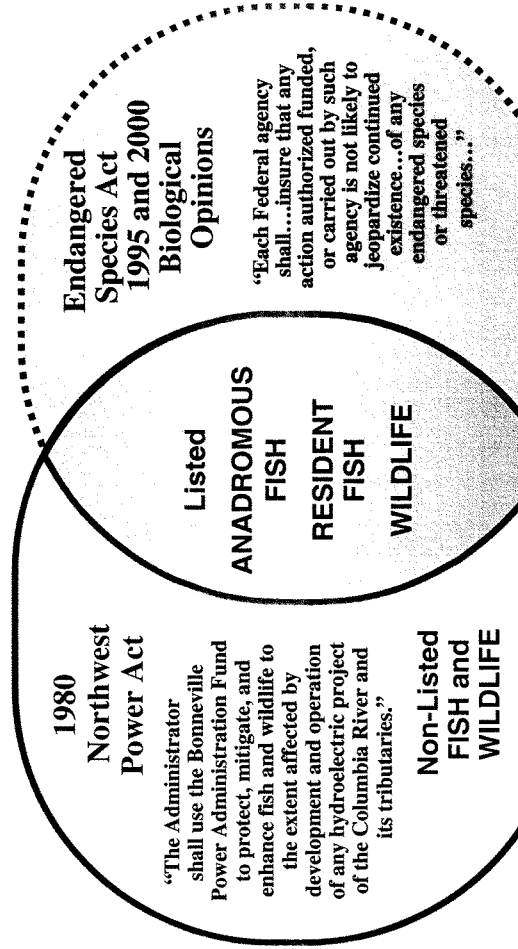 1980
Northwest
Power Act
“The Administrator
shall use the Bonneville
Power Administration Fund
to protect, mitigate, and
enhance fish and wildlife to
the extent affected by
development and operation
of any hydroelectric project
of the Columbia River and
its tributaries.”
Non-Listed
FISH and
WILDLIFE
Listed
ANADROMOUS
FISH
RESIDENT
FISH
WILDLIFE
Endangered
Species Act
1995 and 2000
Biological
Opinions
“Each Federal agency
shall....insure that any
action authorized funded,
or carried out by such
agency is not likely to
jeopardize continued
existence...of any
endangered species
or threatened
species...”